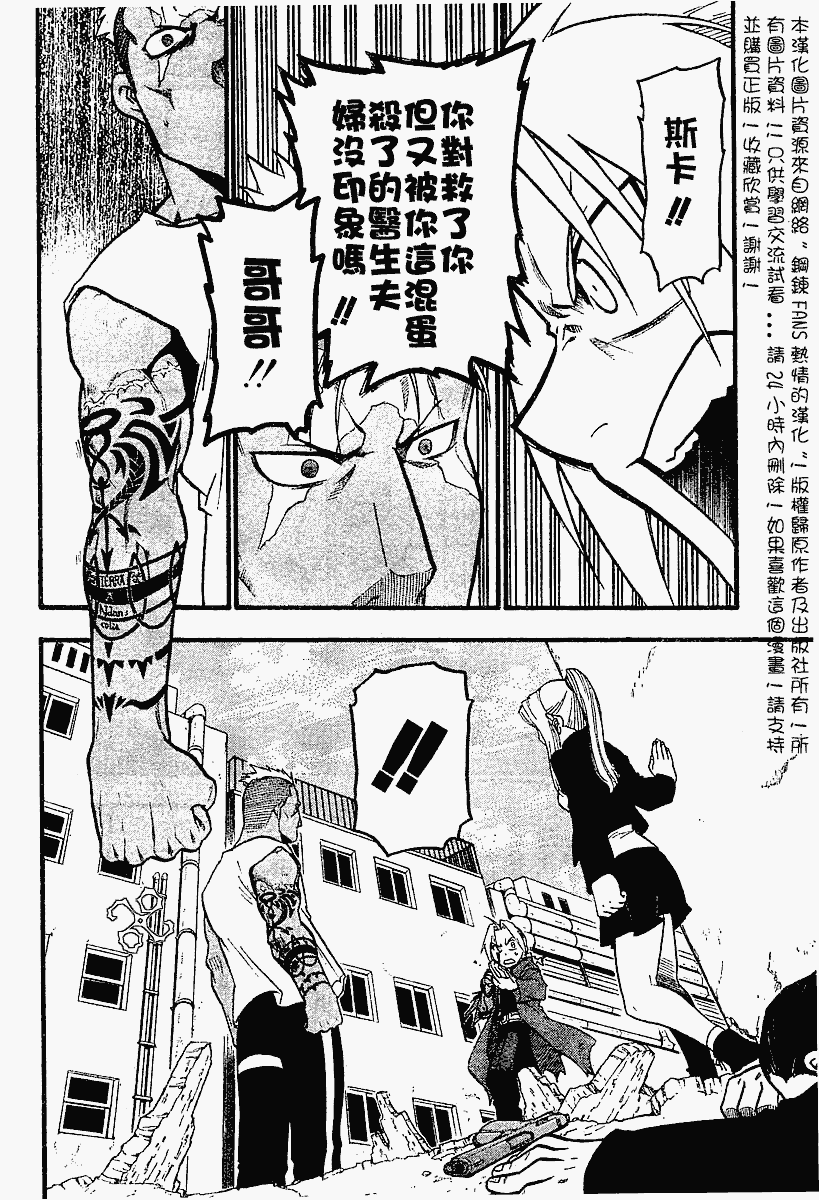 本漢化圖片資源來自網路〝鋼鍊FANS熱情的漢化〝!版權歸原作者及出版社所有!所
有圖片資料!!只供學習交流試看...請24小時內刪除!如果喜歡這個漫畫!請支持
並購買正版!收藏欣賞!謝謝!
斯卡!!
你對救了你
但又被你這混蛋
殺了的醫生夫
婦沒印象嗎!!
哥哥!!
!!
TERRA